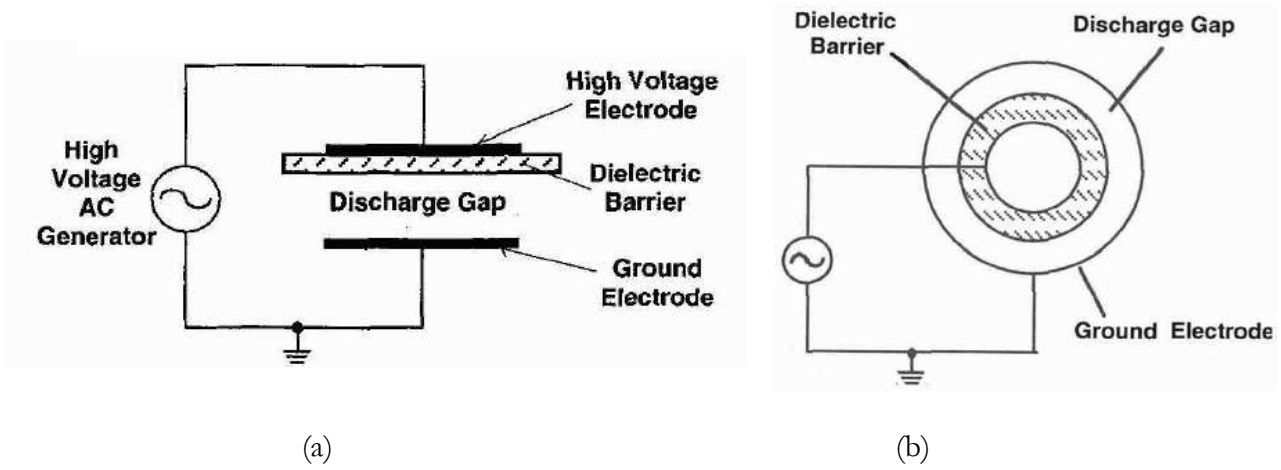 High Voltage
Electrode
High
Voltage
AC
Generator
Dielectric
Barrier
Discharge Gap
Ground
Electrode
(a)
Dielectric
Barrier
Discharge Gap
Ground Electrode
(b)